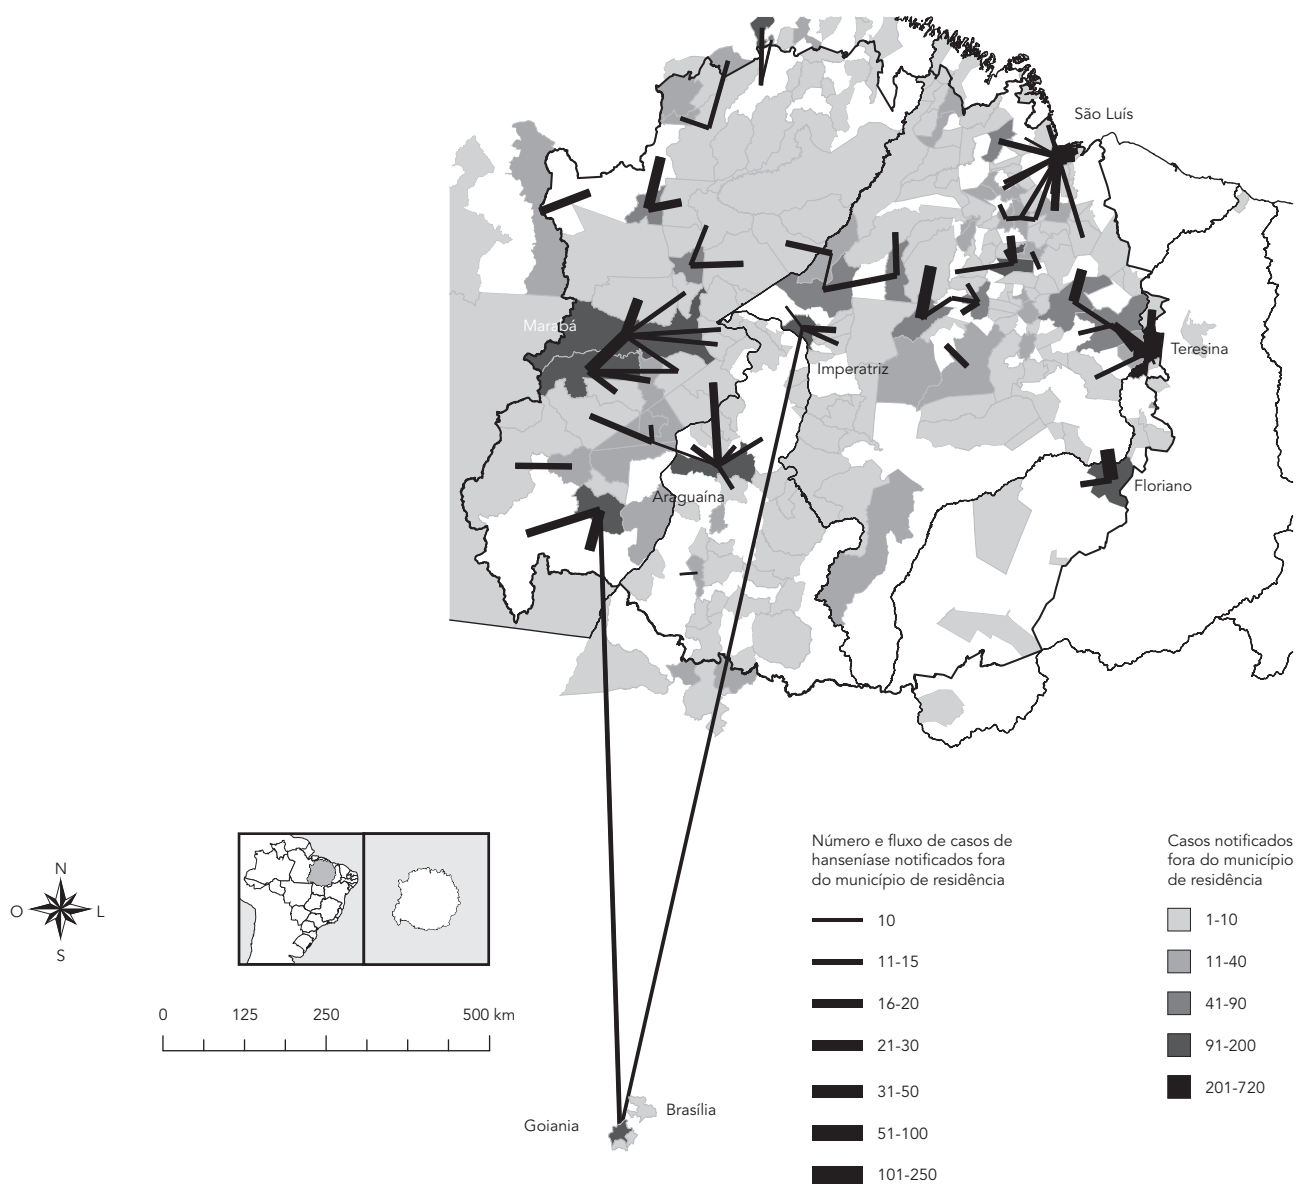 São Luís
Marabá
Teresina
Imperatriz
Floriano
Araguaína
Número e fluxo de casos de
hanseníase notificados fora
do município de residência
10
11-15
16-20
21-30
31-50
51-100
101-250
Casos notificados
fora do município
de residência
1-10
11-40
41-90
91-200
201-720
N
O L
S
0 125 250 500 km
Brasília
Goiania